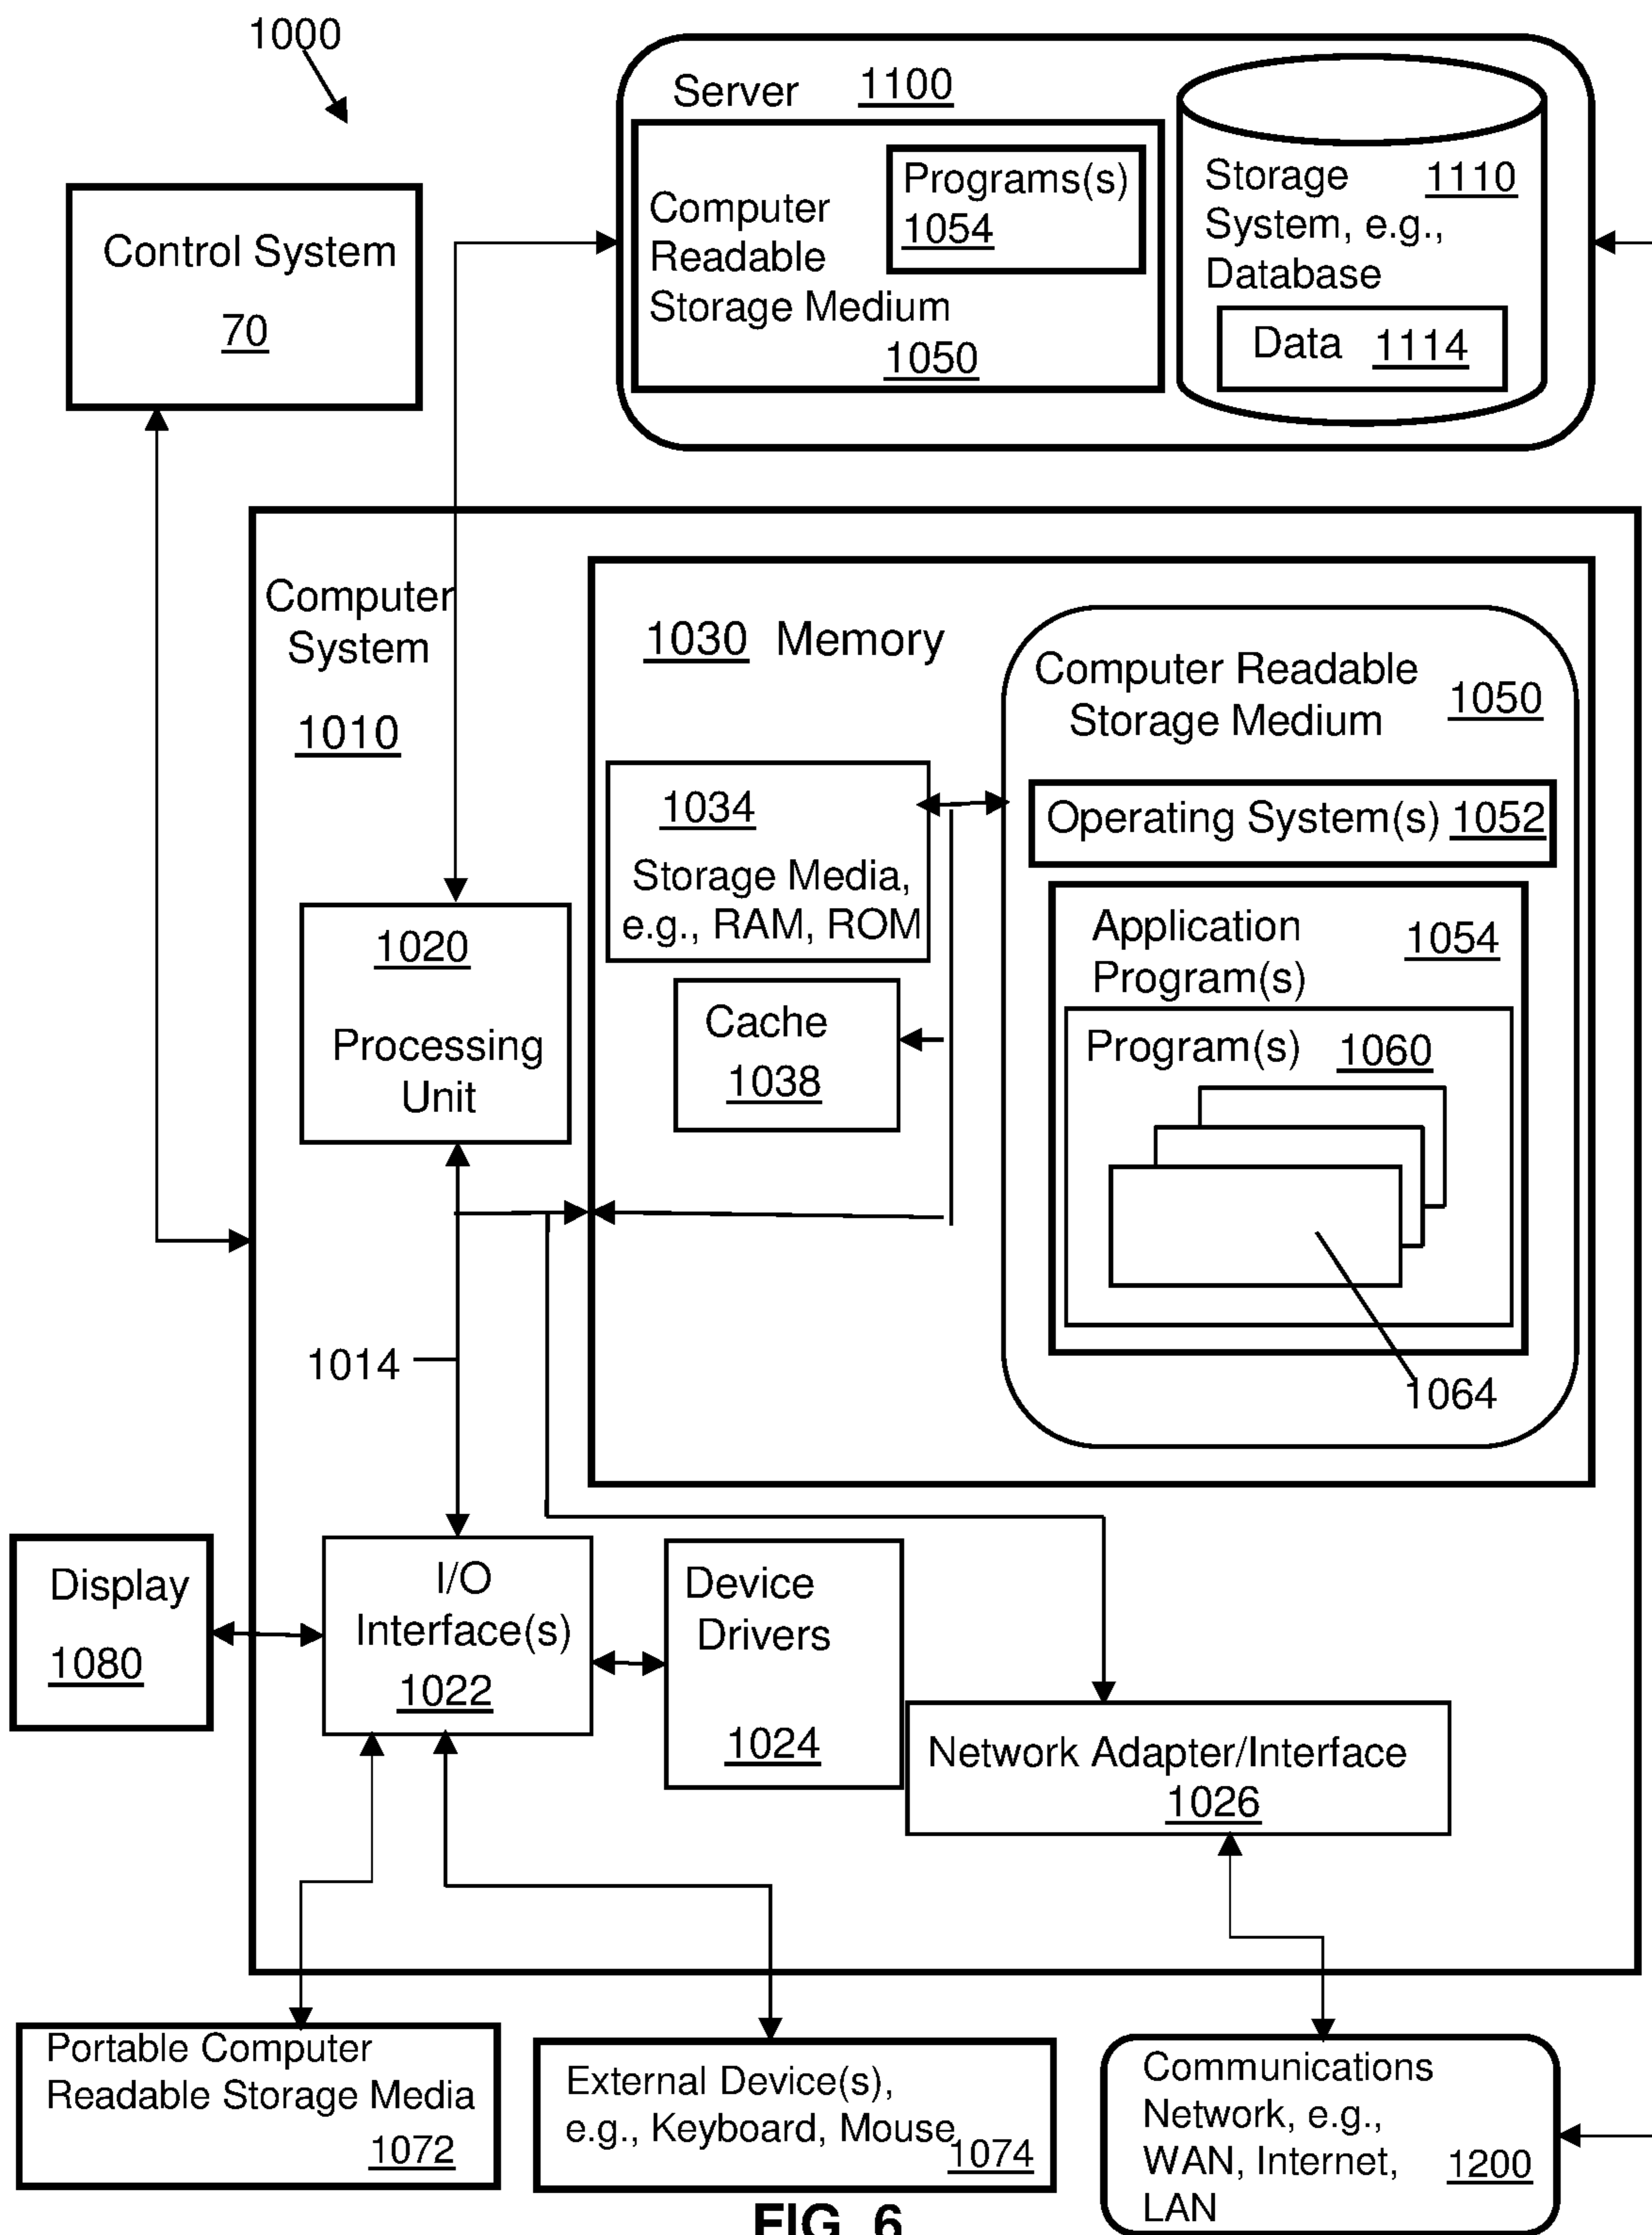 1000
Server 1100
Programs(s)
1054
Computer
Readable
Storage Medium
1050
Storage 1110
System, e.g.,
Database
Data 1114
Control System
70
Computer
System
1010
1030 Memory
Computer Readable
Storage Medium 1050
1034
Storage Media,
e.g., RAM, ROM
Operating System(s) 1052
Application
Program(s)
1054
Cache
1038
Program(s) 1060
1064
1020
Processing
Unit
1014
Display
1080
I/O
Interface(s)
1022
Device
Drivers
1024
Network Adapter/Interface
1026
Portable Computer
Readable Storage Media
1072
External Device(s),
e.g., Keyboard, Mouse
1074
Communications
Network, e.g.,
WAN, Internet,
LAN
1200
FIG. 6